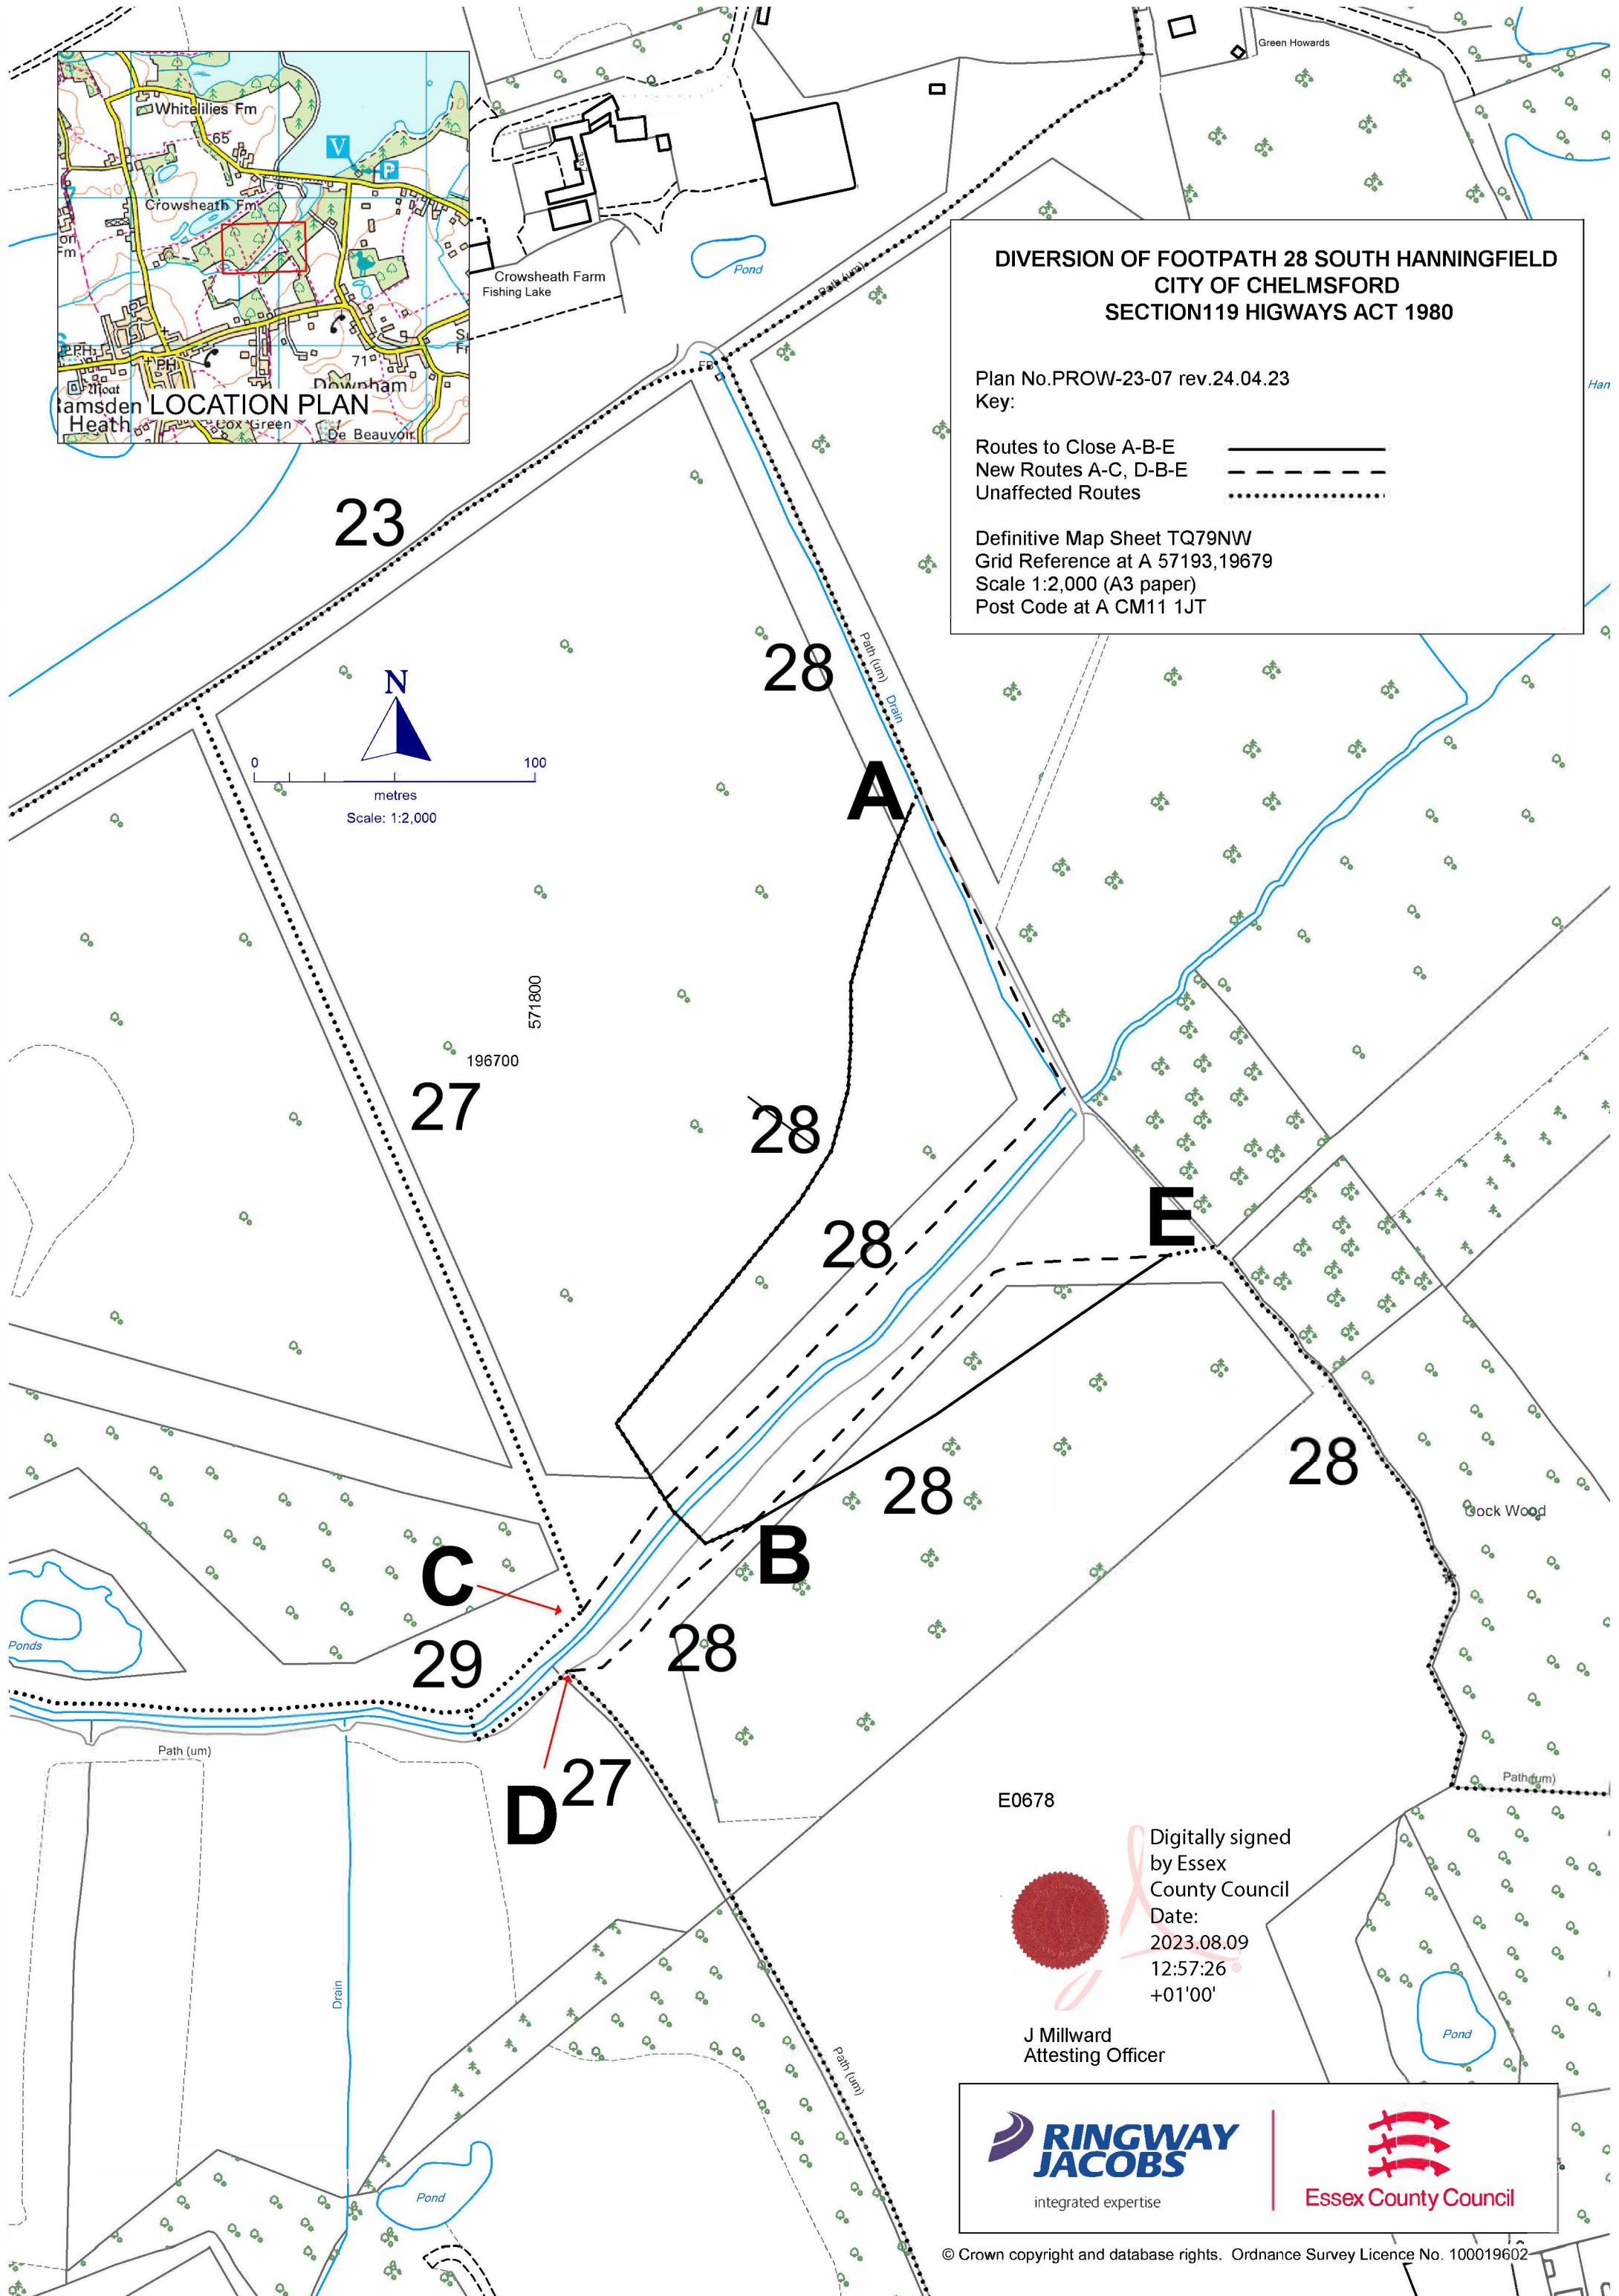 Green Howards
Whitelilies Fm
65
V
P
Crowsheath Fm
71
PH
Moat
Downham
Ramsden
Heath
LOCATION PLAN
Cox Green
De Beauvoir
Crowsheath Farm
Fishing Lake
Pond
Path (um)
FB
DIVERSION OF FOOTPATH 28 SOUTH HANNINGFIELD
CITY OF CHELMSFORD
SECTION119 HIGWAYS ACT 1980
Plan No.PROW-23-07 rev.24.04.23
Key:
Routes to Close A-B-E
New Routes A-C, D-B-E
Unaffected Routes
Definitive Map Sheet TQ79NW
Grid Reference at A 57193,19679
Scale 1:2,000 (A3 paper)
Post Code at A CM11 1JT
Han
23
28
Path (um)
Drain
N
0 100
metres
Scale: 1:2,000
A
571800
196700
27
28
28
E
28
28
Gock Wood
B
C
29
28
Ponds
Path (um)
D
27
Path (um)
E0678
Digitally signed
by Essex
County Council
Date:
2023.08.09
12:57:26
+01'00'
J Millward
Attesting Officer
Drain
Pond
Path (um)
Pond
RINGWAY
JACOBS
integrated expertise
Essex County Council
© Crown copyright and database rights. Ordnance Survey Licence No. 100019602